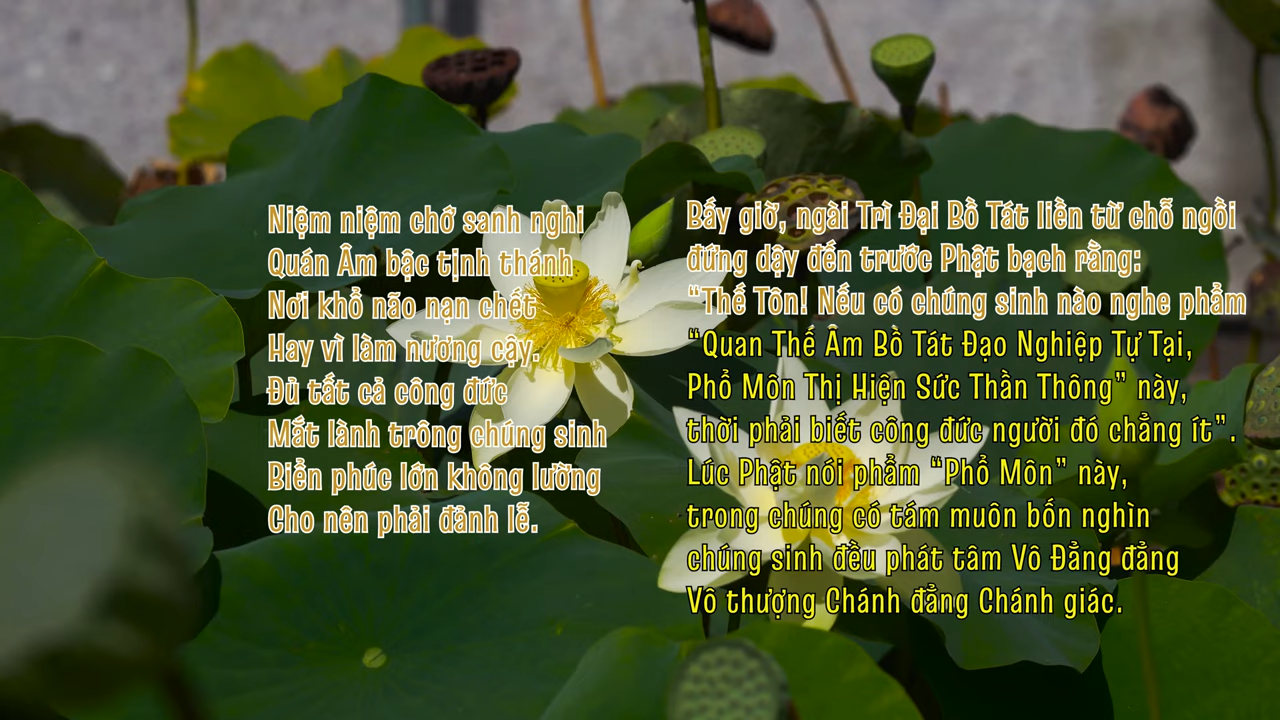 Niệm niệm chớ sanh nghi
Quán Âm bậc tịnh thánh
Nơi khổ não nạn chết
Hay vì làm nương cậy.
Đủ tất cả công đức
Mắt lành trông chúng sinh
Biển phúc lớn không lường
Cho nên phải đảnh lễ.
Bấy giờ, ngài Trì Đại Bồ Tát liền từ chỗ ngồi
đứng dậy đến trước Phật bạch rằng:
“Thế Tôn! Nếu có chúng sinh nào nghe phẩm
“Quan Thế Âm Bồ Tát Đạo Nghiệp Tự Tại,
Phổ Môn Thị Hiện Sức Thần Thông” này,
thời phải biết công đức người đó chẳng ít”.
Lúc Phật nói phẩm “Phổ Môn” này,
trong chúng có tám muôn bốn nghìn
chúng sinh đều phát tâm Vô Đẳng đẳng
Vô thượng Chánh đẳng Chánh giác.